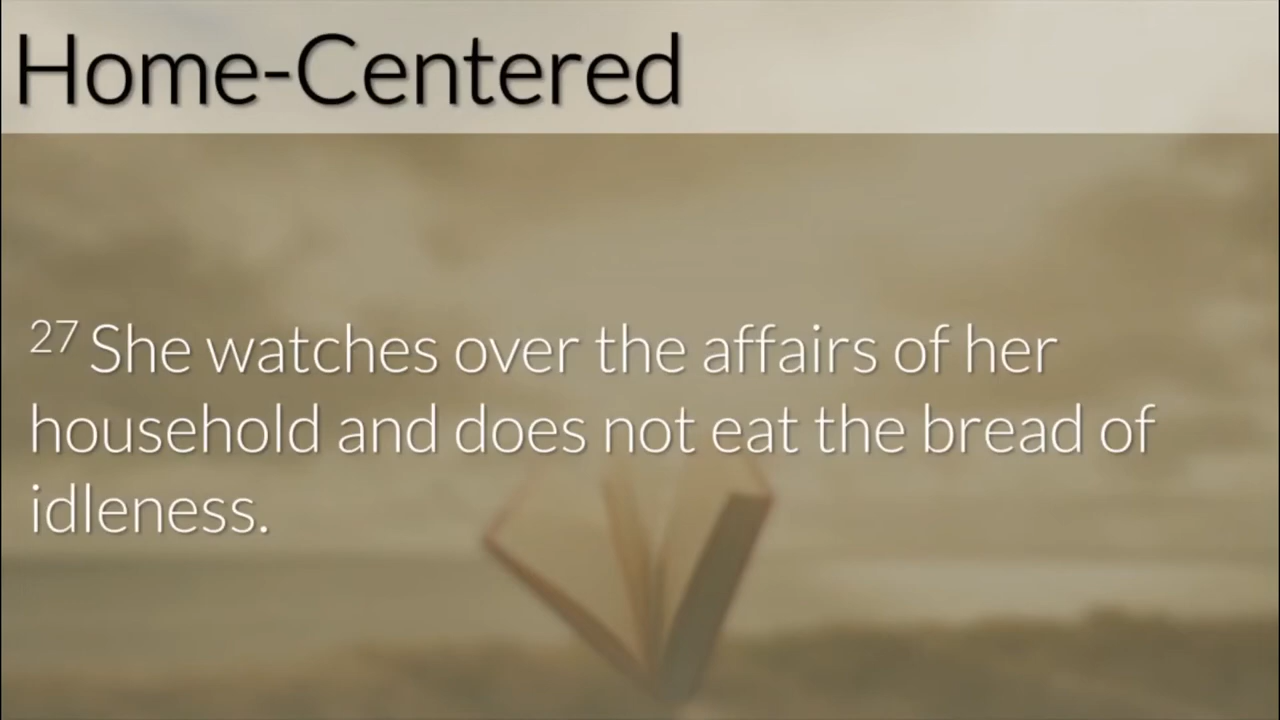 Home-Centered
27 She watches over the affairs of her
household and does not eat the bread of
idleness.